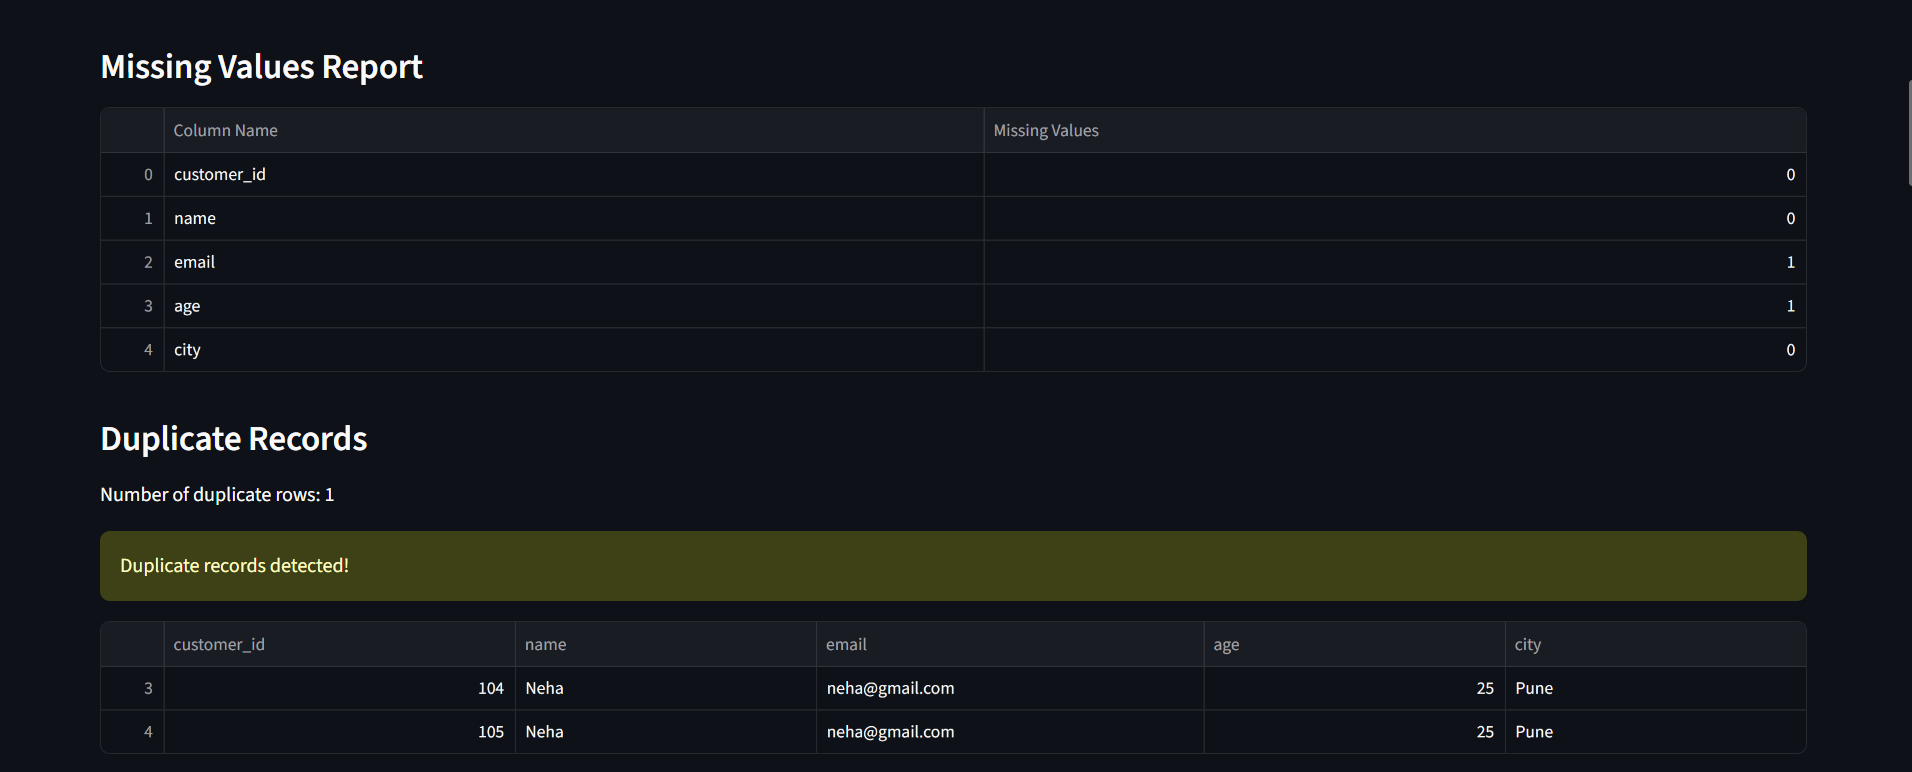 Missing Values Report
Column Name Missing Values
0 customer_id 0
1 name 0
2 email 1
3 age 1
4 city 0
Duplicate Records
Number of duplicate rows: 1
Duplicate records detected!
customer_id name email age city
3 104 Neha neha@gmail.com 25 Pune
4 105 Neha neha@gmail.com 25 Pune